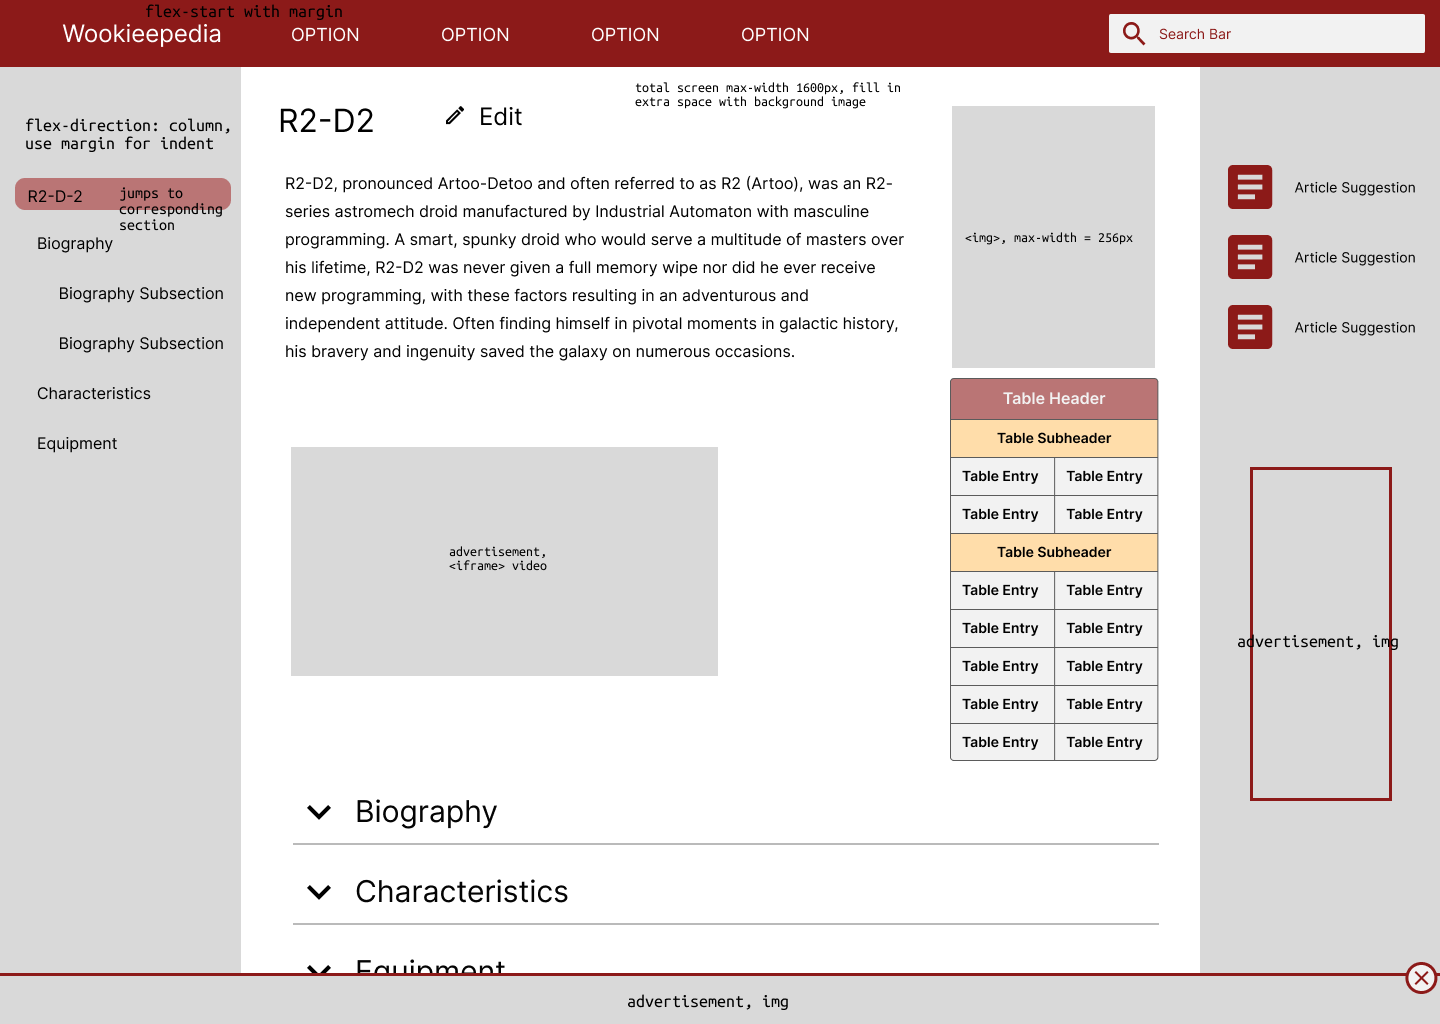 flex-start with margin
Wookieepedia
OPTION
OPTION
OPTION
OPTION
Search Bar
flex-direction: column,
use margin for indent
R2-D-2
jumps to
corresponding
section
Biography
Biography Subsection
Biography Subsection
Characteristics
Equipment
total screen max-width 1600px, fill in
extra space with background image
R2-D2
Edit
R2-D2, pronounced Artoo-Detoo and often referred to as R2 (Artoo), was an R2-
series astromech droid manufactured by Industrial Automaton with masculine
programming. A smart, spunky droid who would serve a multitude of masters over
his lifetime, R2-D2 was never given a full memory wipe nor did he ever receive
new programming, with these factors resulting in an adventurous and
independent attitude. Often finding himself in pivotal moments in galactic history,
his bravery and ingenuity saved the galaxy on numerous occasions.
advertisement,
<iframe> video
<img>, max-width = 256px
Table Header
Table Subheader
Table Entry Table Entry
Table Entry Table Entry
Table Subheader
Table Entry Table Entry
Table Entry Table Entry
Table Entry Table Entry
Table Entry Table Entry
Table Entry Table Entry
Biography
Characteristics
Equipment
Article Suggestion
Article Suggestion
Article Suggestion
advertisement, img
advertisement, img